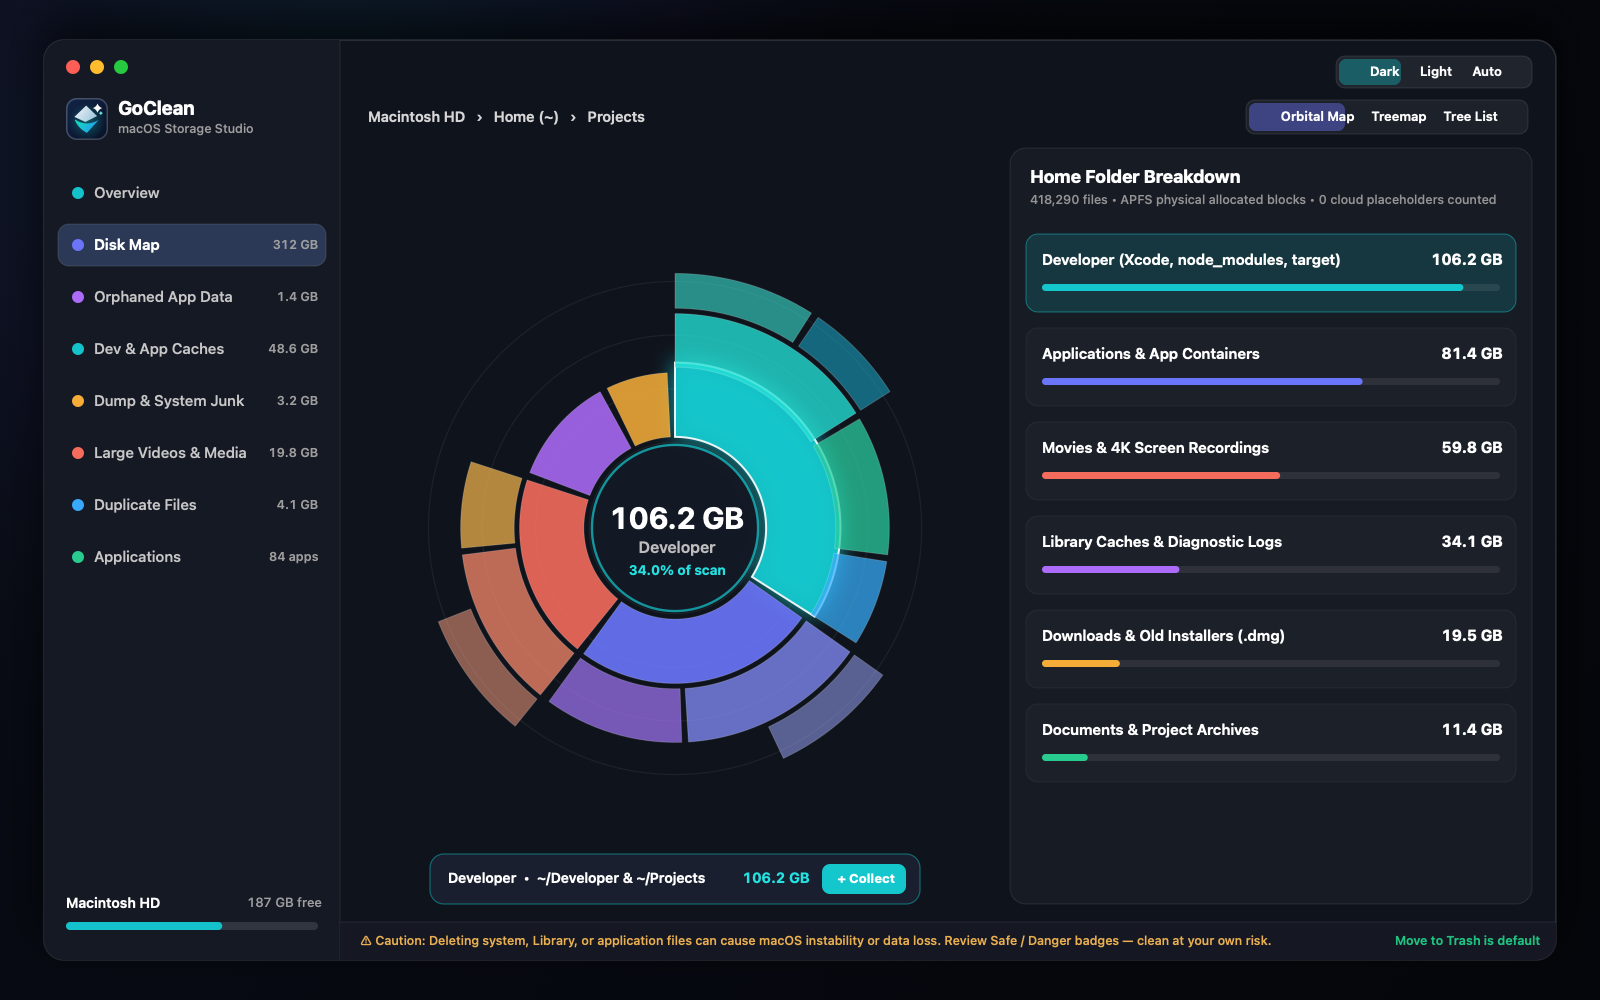 GoClean
macOS Storage Studio
Overview
Disk Map 312 GB
Orphaned App Data 1.4 GB
Dev & App Caches 48.6 GB
Dump & System Junk 3.2 GB
Large Videos & Media 19.8 GB
Duplicate Files 4.1 GB
Applications 84 apps
Macintosh HD 187 GB free
Dark Light Auto
Macintosh HD › Home (~) › Projects
Orbital Map Treemap Tree List
106.2 GB
Developer
34.0% of scan
Developer • ~/Developer & ~/Projects 106.2 GB + Collect
Home Folder Breakdown
418,290 files • APFS physical allocated blocks • 0 cloud placeholders counted
Developer (Xcode, node_modules, target) 106.2 GB
Applications & App Containers 81.4 GB
Movies & 4K Screen Recordings 59.8 GB
Library Caches & Diagnostic Logs 34.1 GB
Downloads & Old Installers (.dmg) 19.5 GB
Documents & Project Archives 11.4 GB
⚠ Caution: Deleting system, Library, or application files can cause macOS instability or data loss. Review Safe / Danger badges — clean at your own risk. Move to Trash is default